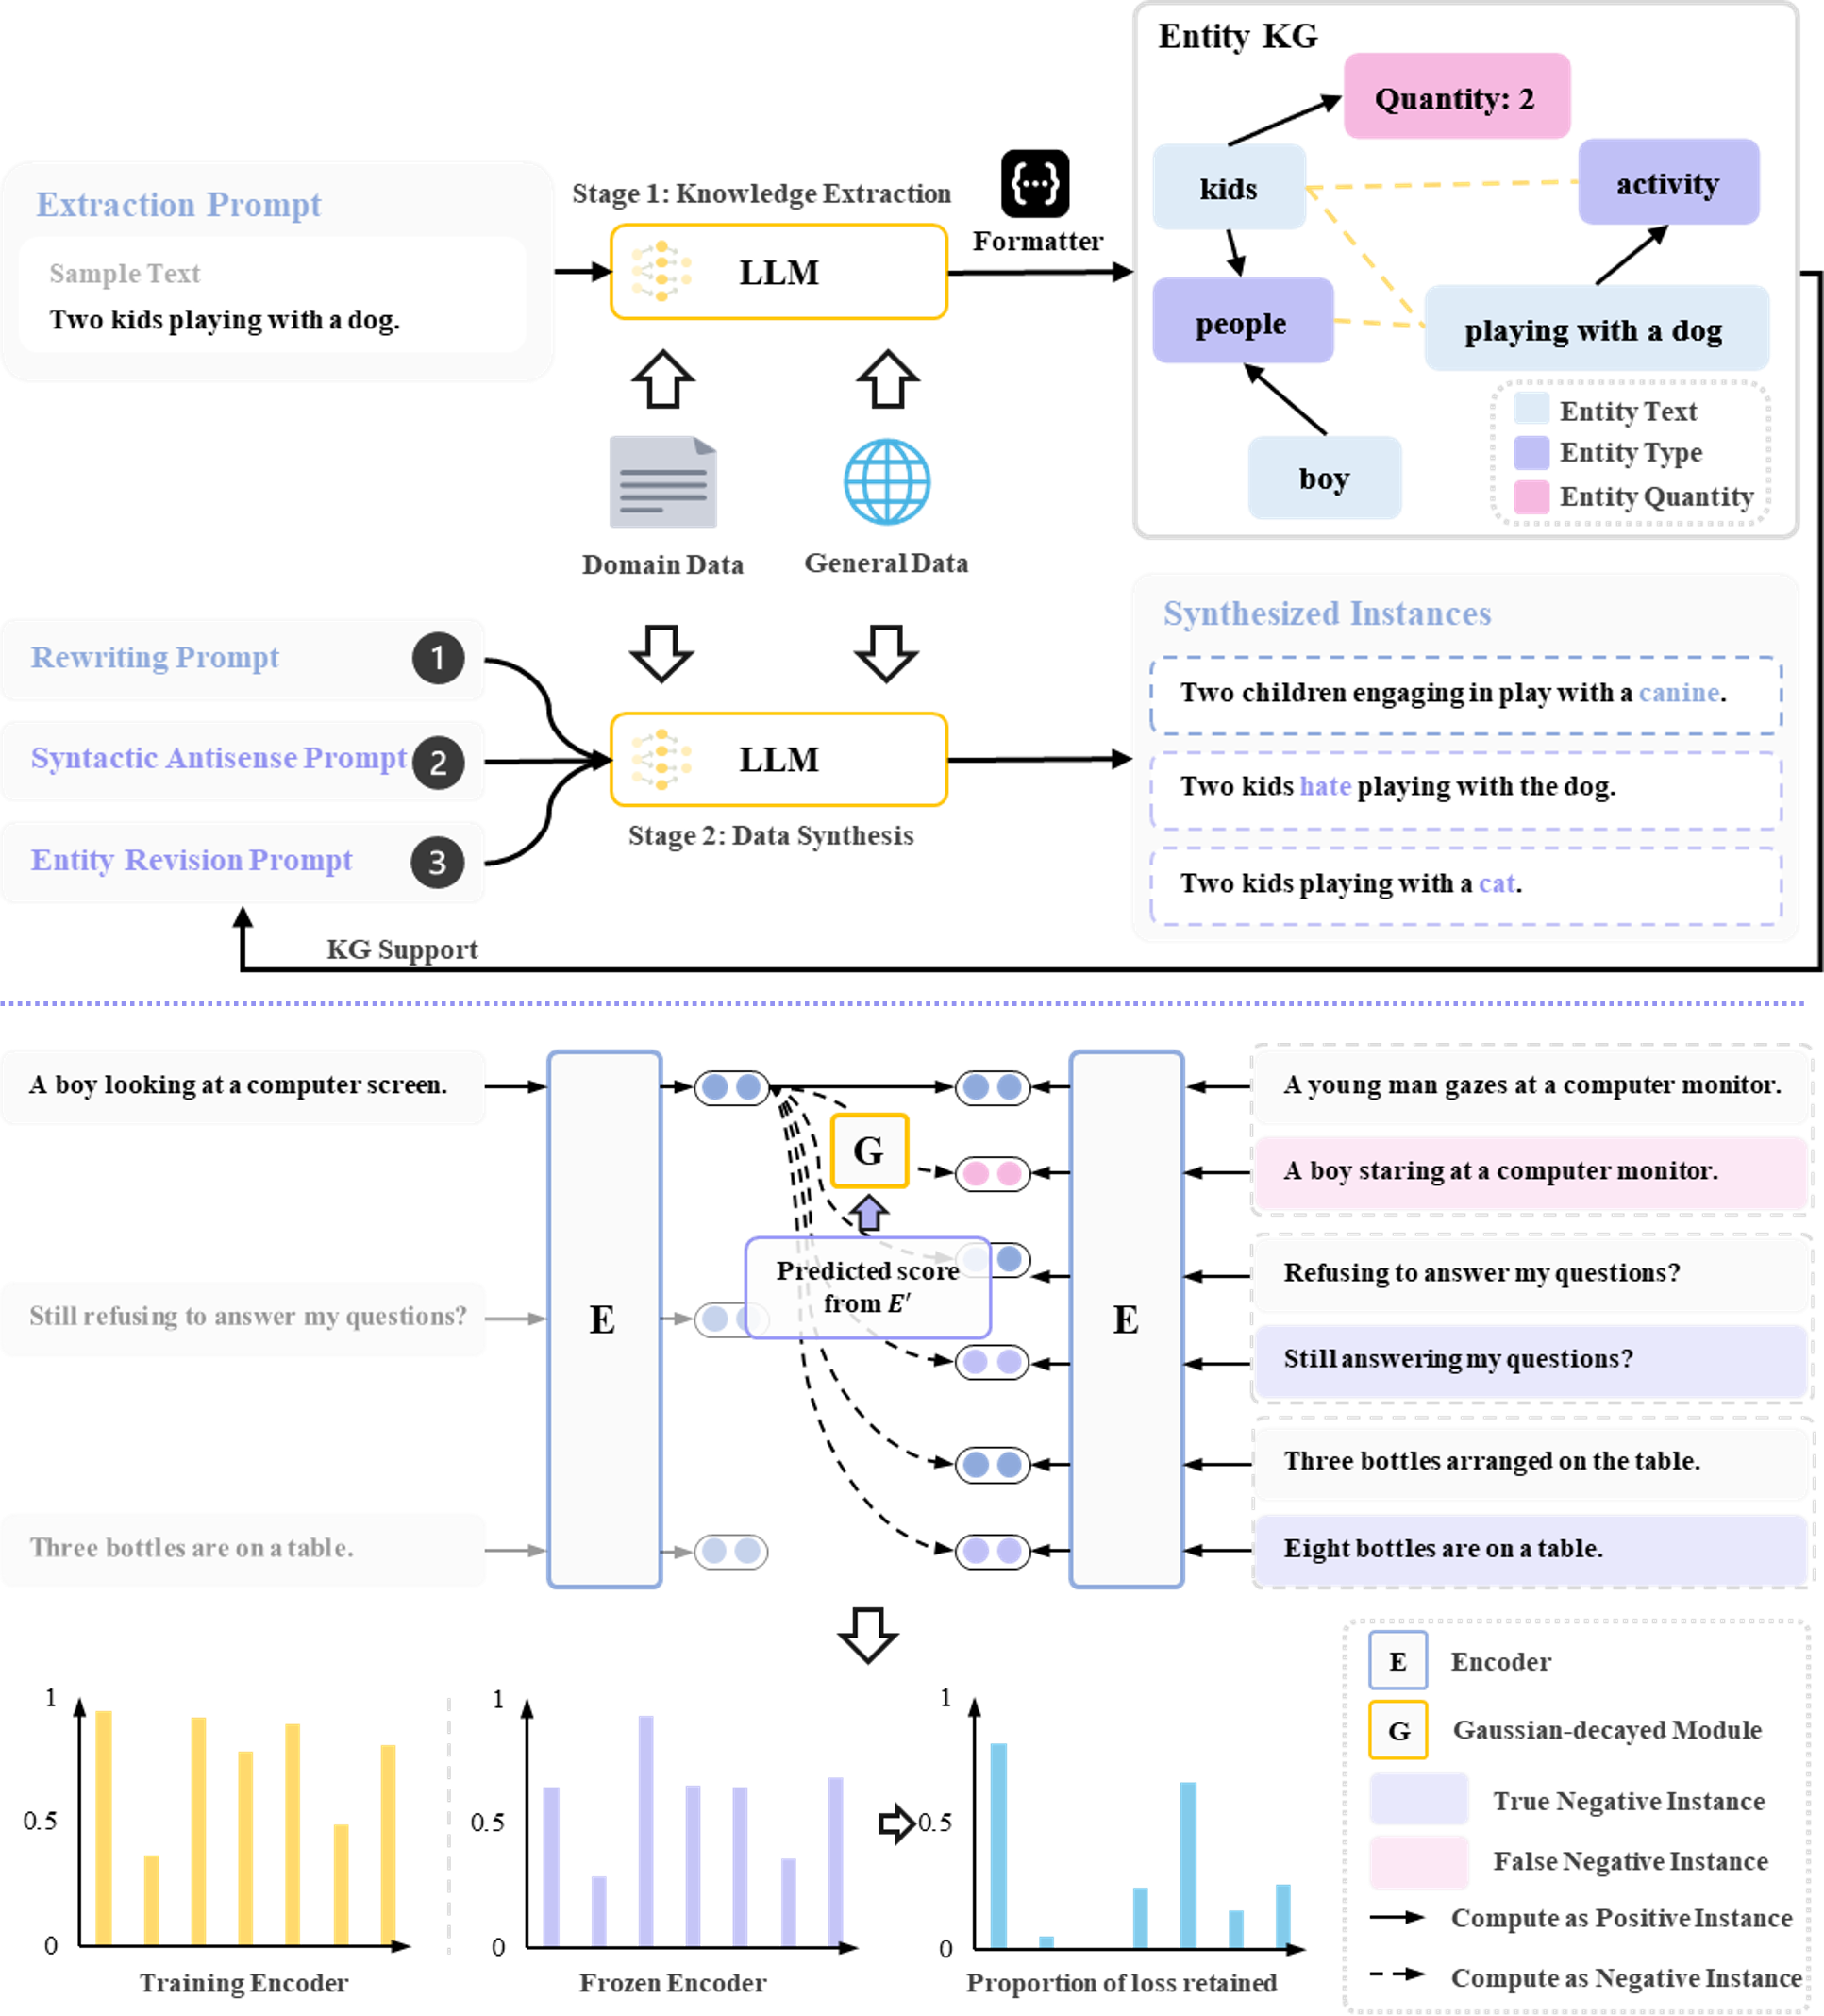 Entity KG
Quantity: 2
kids
activity
people
playing with a dog
boy
Entity Text
Entity Type
Entity Quantity
Extraction Prompt
Sample Text
Two kids playing with a dog.
Stage 1: Knowledge Extraction
LLM
{···}
Formatter
Domain Data
General Data
Rewriting Prompt
1
Syntactic Antisense Prompt
2
Entity Revision Prompt
3
LLM
Stage 2: Data Synthesis
KG Support
Synthesized Instances
Two children engaging in play with a canine.
Two kids hate playing with the dog.
Two kids playing with a cat.
A boy looking at a computer screen.
Still refusing to answer my questions?
Three bottles are on a table.
E
G
Predicted score
from E′
E
A young man gazes at a computer monitor.
A boy staring at a computer monitor.
Refusing to answer my questions?
Still answering my questions?
Three bottles arranged on the table.
Eight bottles are on a table.
1
0.5
0
Training Encoder
1
0.5
0
Frozen Encoder
1
0.5
0
Proportion of loss retained
E Encoder
G Gaussian-decayed Module
True Negative Instance
False Negative Instance
Compute as Positive Instance
Compute as Negative Instance